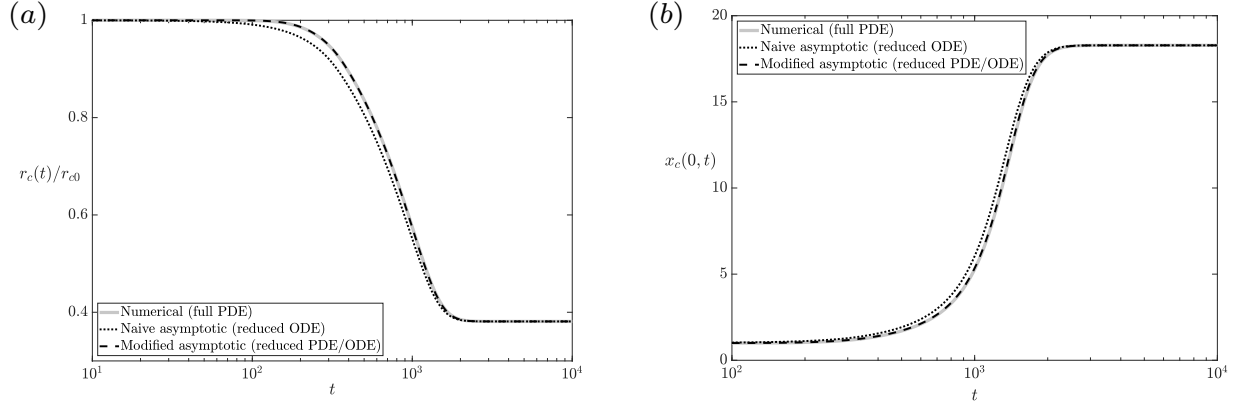 (a)
1
0.8
0.6
0.4
r_c(t)/r_{c0}
Numerical (full PDE)
Naive asymptotic (reduced ODE)
Modified asymptotic (reduced PDE/ODE)
10^1
10^2
10^3
10^4
t
(b)
20
15
10
5
0
x_c(0, t)
Numerical (full PDE)
Naive asymptotic (reduced ODE)
Modified asymptotic (reduced PDE/ODE)
10^2
10^3
10^4
t